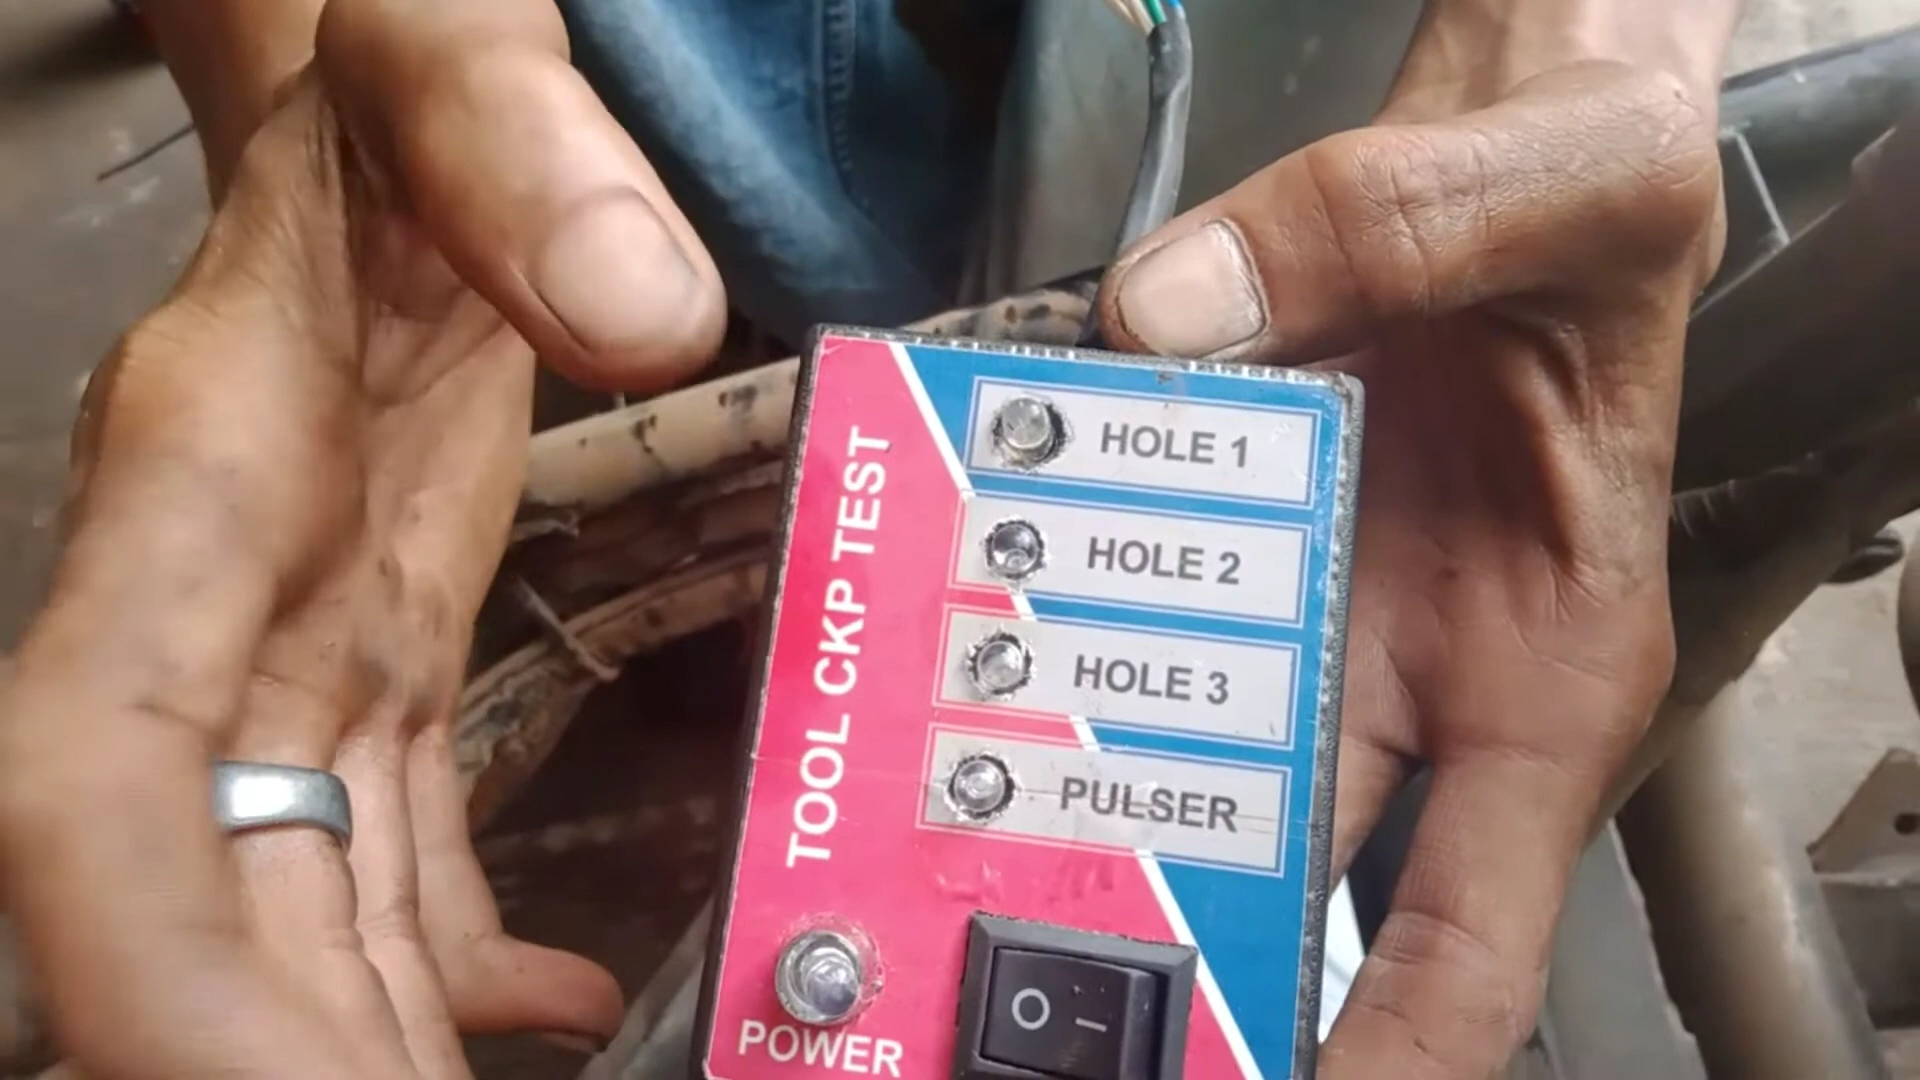 TOOL CKP TEST
HOLE 1
HOLE 2
HOLE 3
PULSER
POWER
O I